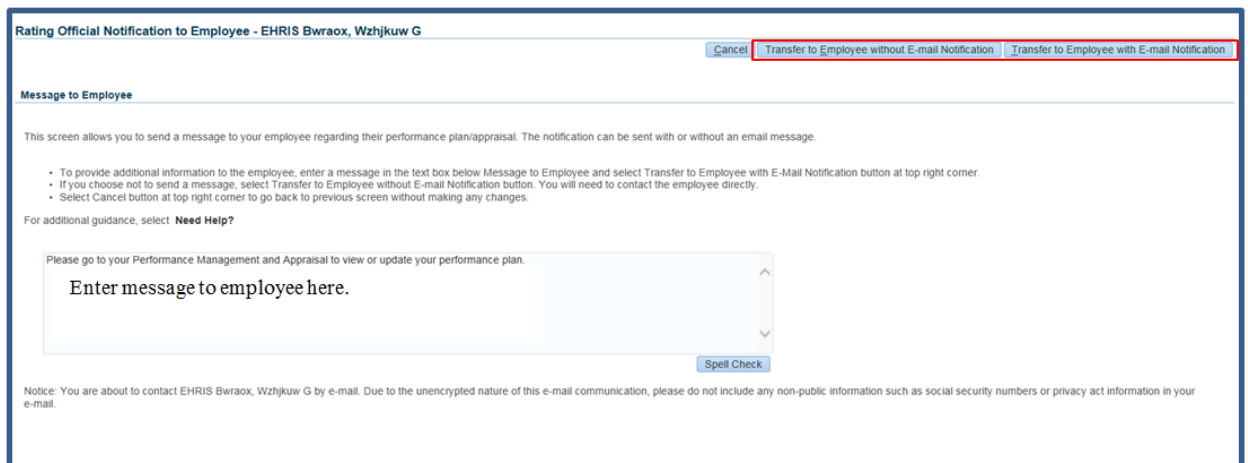 Rating Official Notification to Employee - EHRIS Bwraox, Wzhjkuw G
Cancel Transfer to Employee without E-mail Notification Transfer to Employee with E-mail Notification
Message to Employee
This screen allows you to send a message to your employee regarding their performance plan/appraisal. The notification can be sent with or without an email message.
• To provide additional information to the employee, enter a message in the text box below Message to Employee and select Transfer to Employee with E-Mail Notification button at top right corner.
• If you choose not to send a message, select Transfer to Employee without E-mail Notification button. You will need to contact the employee directly.
• Select Cancel button at top right corner to go back to previous screen without making any changes.
For additional guidance, select Need Help?
Please go to your Performance Management and Appraisal to view or update your performance plan.
Enter message to employee here.
Spell Check
Notice: You are about to contact EHRIS Bwraox, Wzhjkuw G by e-mail. Due to the unencrypted nature of this e-mail communication, please do not include any non-public information such as social security numbers or privacy act information in your
e-mail.